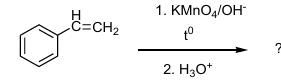 1. KMnO₄/OH⁻
H
C=CH₂
t⁰
?
2. H₃O⁺